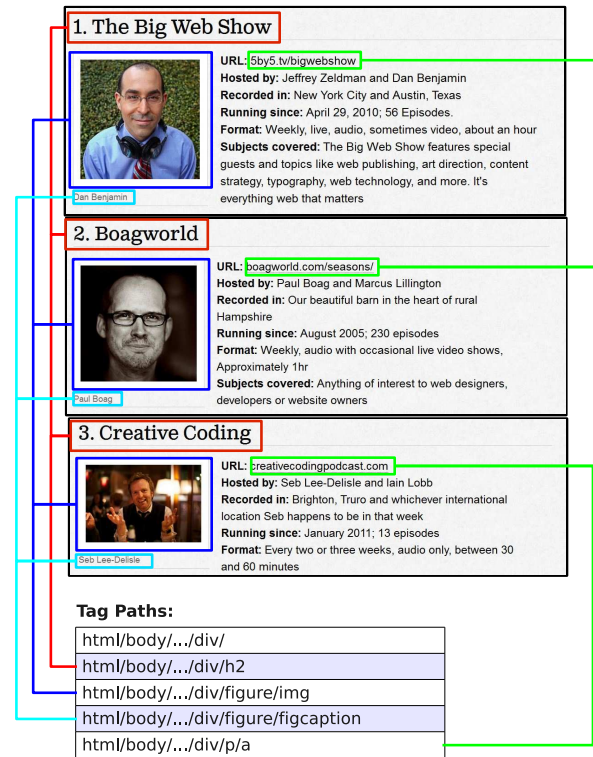 1. The Big Web Show
URL: 5by5.tv/bigwebshow
Hosted by: Jeffrey Zeldman and Dan Benjamin
Recorded in: New York City and Austin, Texas
Running since: April 29, 2010; 56 Episodes.
Format: Weekly, live, audio, sometimes video, about an hour
Subjects covered: The Big Web Show features special
guests and topics like web publishing, art direction, content
strategy, typography, web technology, and more. It's
everything web that matters
Dan Benjamin
2. Boagworld
URL: boagworld.com/seasons/
Hosted by: Paul Boag and Marcus Lillington
Recorded in: Our beautiful barn in the heart of rural
Hampshire
Running since: August 2005; 230 episodes
Format: Weekly, audio with occasional live video shows,
Approximately 1hr
Subjects covered: Anything of interest to web designers,
developers or website owners
Paul Boag
3. Creative Coding
URL: creativecodingpodcast.com
Hosted by: Seb Lee-Delisle and Iain Lobb
Recorded in: Brighton, Truro and whichever international
location Seb happens to be in that week
Running since: January 2011; 13 episodes
Format: Every two or three weeks, audio only, between 30
and 60 minutes
Seb Lee-Delisle
Tag Paths:
html/body/.../div/
html/body/.../div/h2
html/body/.../div/figure/img
html/body/.../div/figure/figcaption
html/body/.../div/p/a